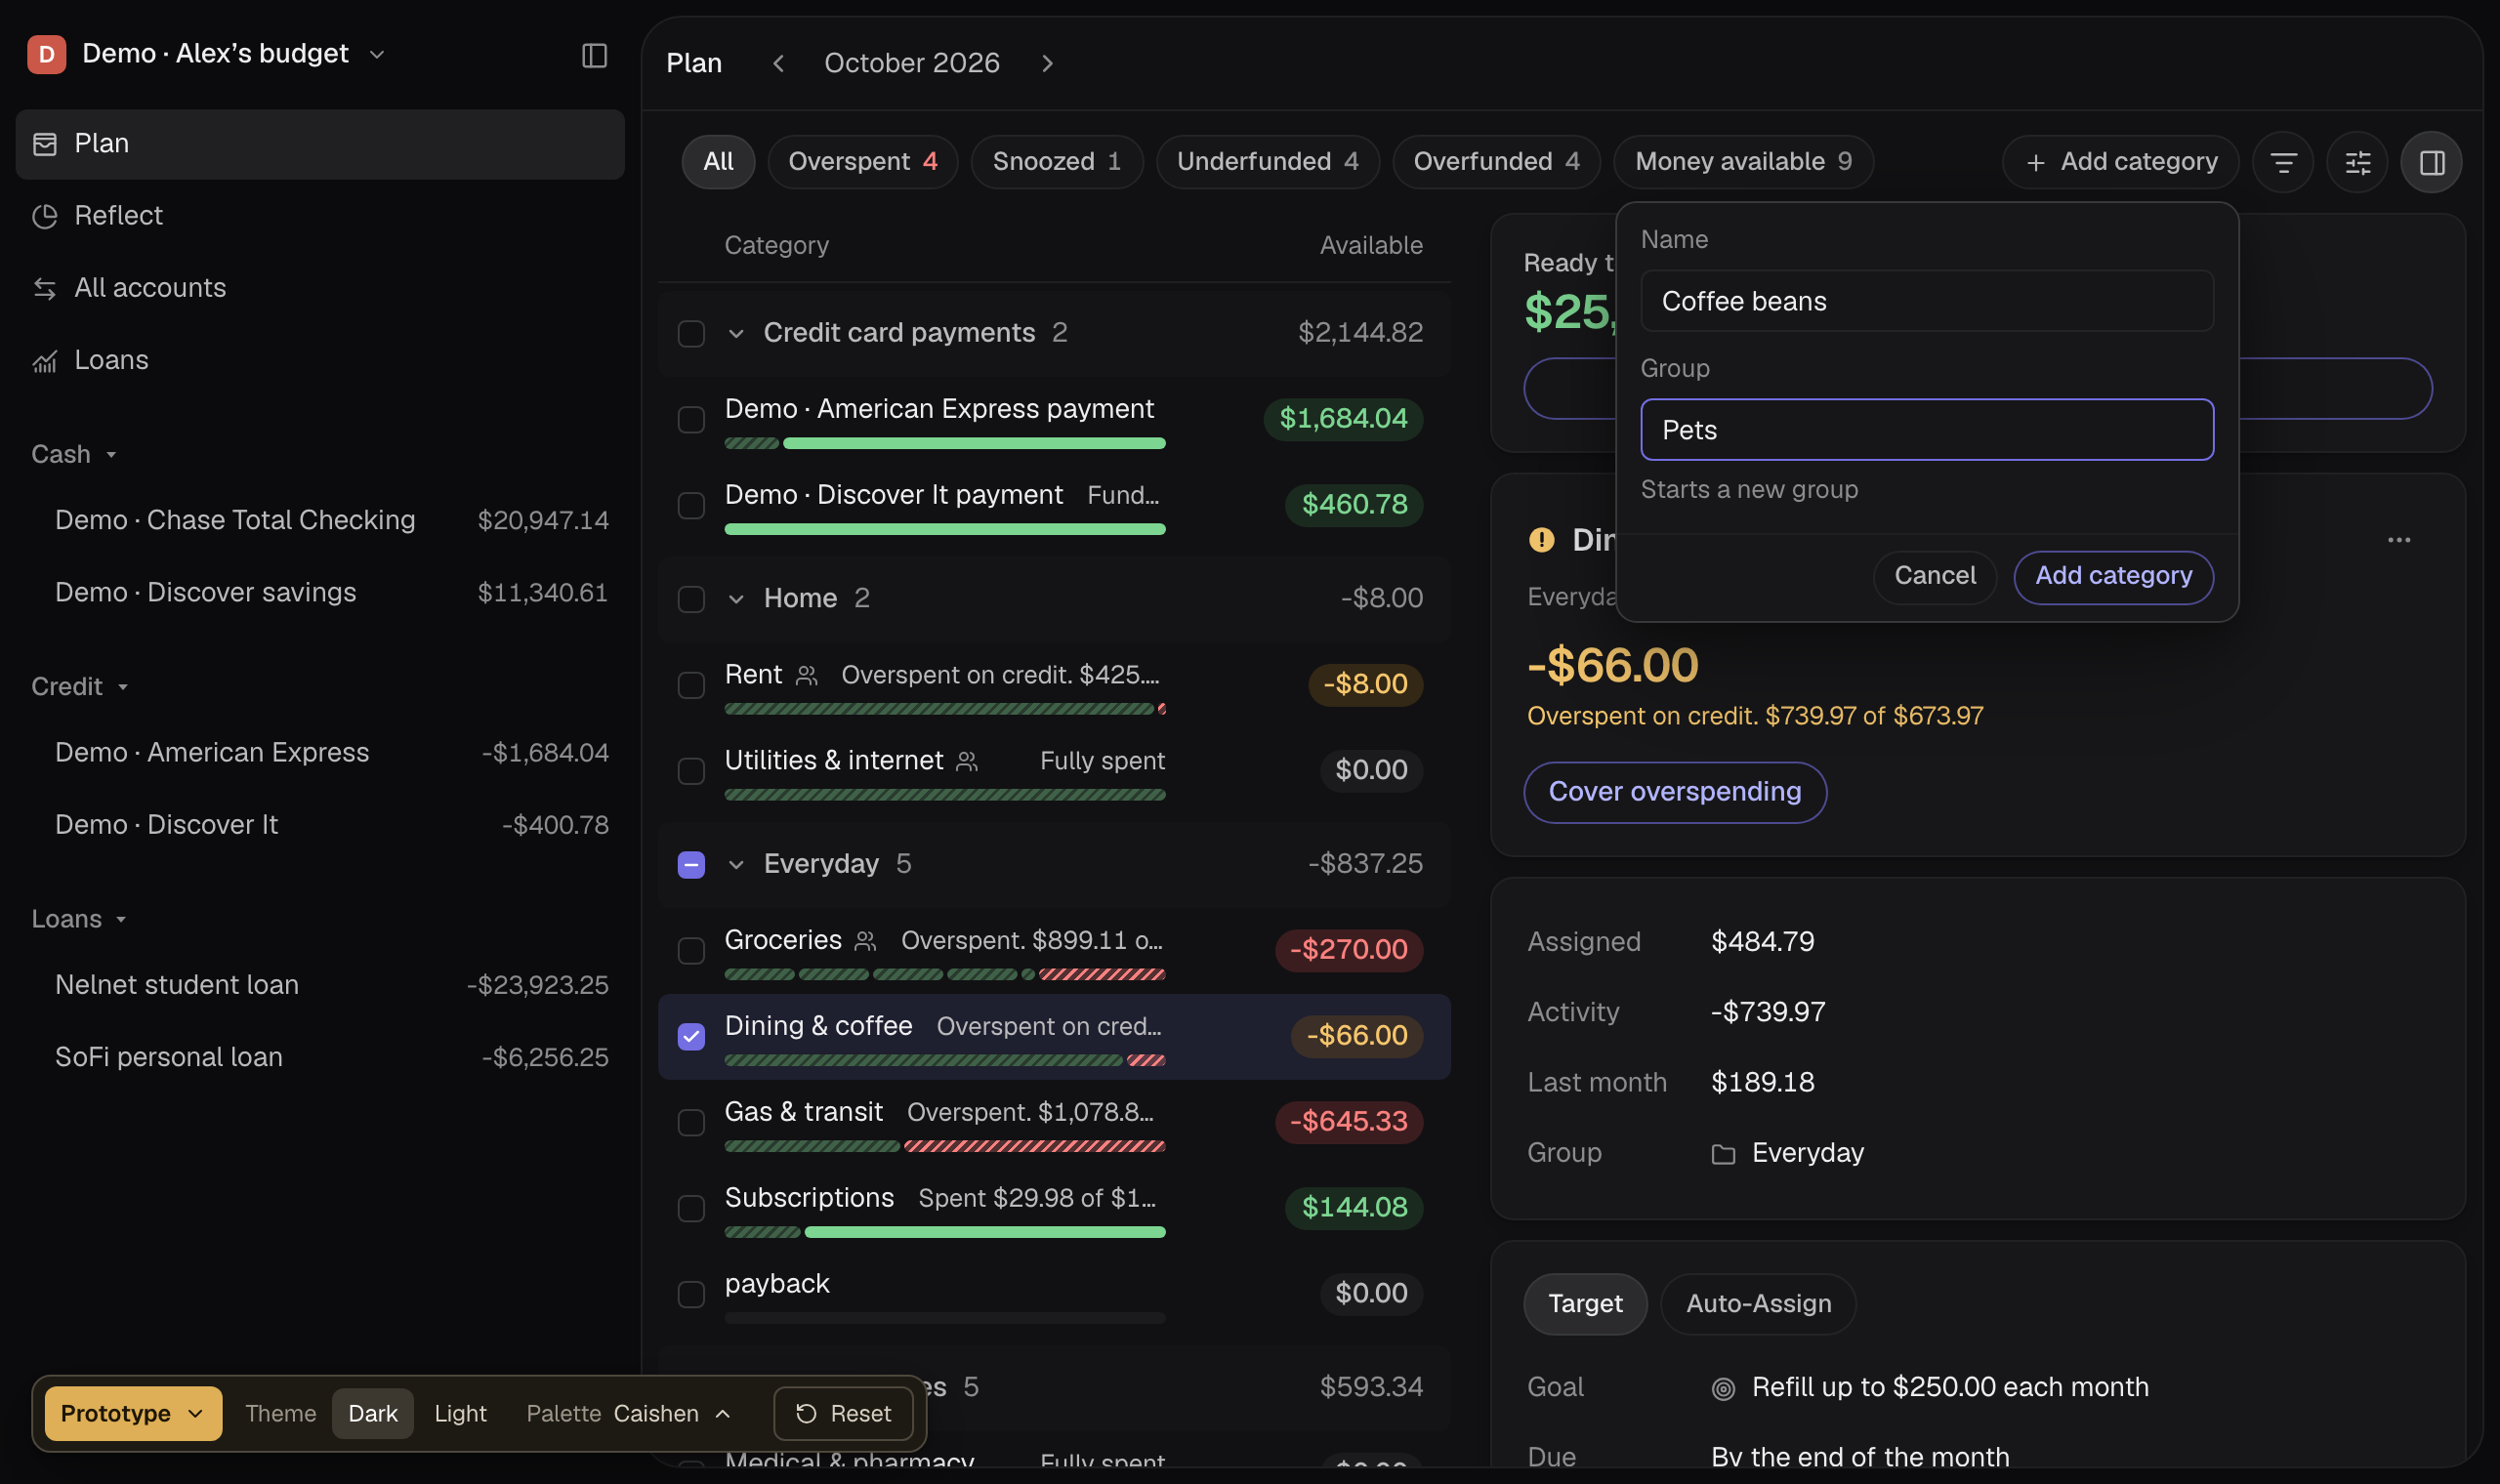 D Demo · Alex’s budget
Plan
Reflect
All accounts
Loans
Cash
Demo · Chase Total Checking $20,947.14
Demo · Discover savings $11,340.61
Credit
Demo · American Express -$1,684.04
Demo · Discover It -$400.78
Loans
Nelnet student loan -$23,923.25
SoFi personal loan -$6,256.25
Prototype Theme Dark Light Palette Caishen Reset
Plan October 2026
All Overspent 4 Snoozed 1 Underfunded 4 Overfunded 4 Money available 9 Add category
Category Available
Credit card payments 2 $2,144.82
Demo · American Express payment $1,684.04
Demo · Discover It payment Fund... $460.78
Home 2 -$8.00
Rent Overspent on credit. $425.... -$8.00
Utilities & internet Fully spent $0.00
Everyday 5 -$837.25
Groceries Overspent. $899.11 o... -$270.00
Dining & coffee Overspent on cred... -$66.00
Gas & transit Overspent. $1,078.8... -$645.33
Subscriptions Spent $29.98 of $1... $144.08
payback $0.00
es 5 $593.34
Medical & pharmacy Fully spent
Ready t
$25,
Name
Coffee beans
Group
Pets
Starts a new group
Cancel Add category
Din
Everyda
-$66.00
Overspent on credit. $739.97 of $673.97
Cover overspending
Assigned $484.79
Activity -$739.97
Last month $189.18
Group Everyday
Target Auto-Assign
Goal Refill up to $250.00 each month
Due By the end of the month